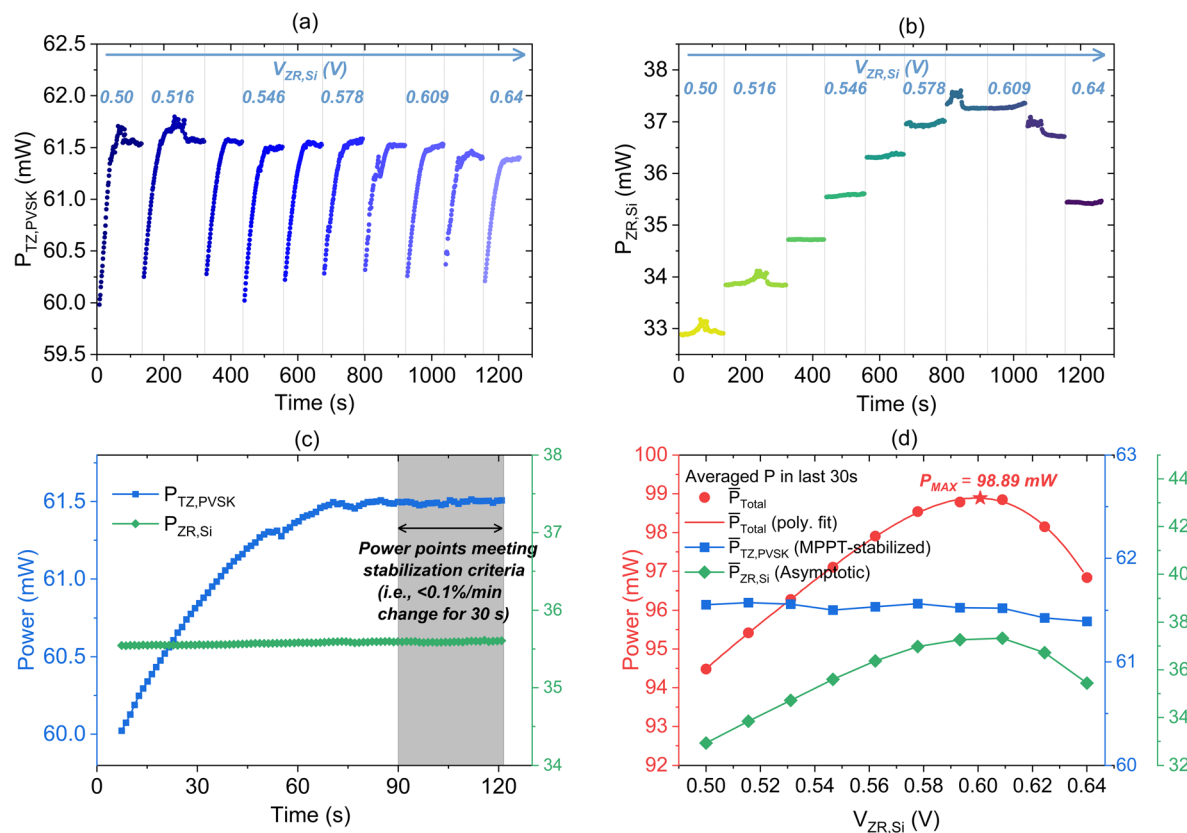 (a)
62.5
62.0
61.5
61.0
60.5
60.0
59.5
P_TZ,PVSK (mW)
V_ZR,Si (V)
0.50 0.516 0.546 0.578 0.609 0.64
0 200 400 600 800 1000 1200
Time (s)
(b)
38
37
36
35
34
33
P_ZR,Si (mW)
V_ZR,Si (V)
0.50 0.516 0.546 0.578 0.609 0.64
0 200 400 600 800 1000 1200
Time (s)
(c)
61.5
61.0
60.5
60.0
Power (mW)
P_TZ,PVSK
P_ZR,Si
Power points meeting
stabilization criteria
(i.e., <0.1%/min
change for 30 s)
38
37
36
35
34
0 30 60 90 120
Time (s)
(d)
100
99
98
97
96
95
94
93
92
Power (mW)
Averaged P in last 30s
P̅_Total
P̅_Total (poly. fit)
P̅_TZ,PVSK (MPPT-stabilized)
P̅_ZR,Si (Asymptotic)
P_MAX = 98.89 mW
63
62
61
60
44
43
42
40
39
38
37
36
34
33
32
0.50 0.52 0.54 0.56 0.58 0.60 0.62 0.64
V_ZR,Si (V)